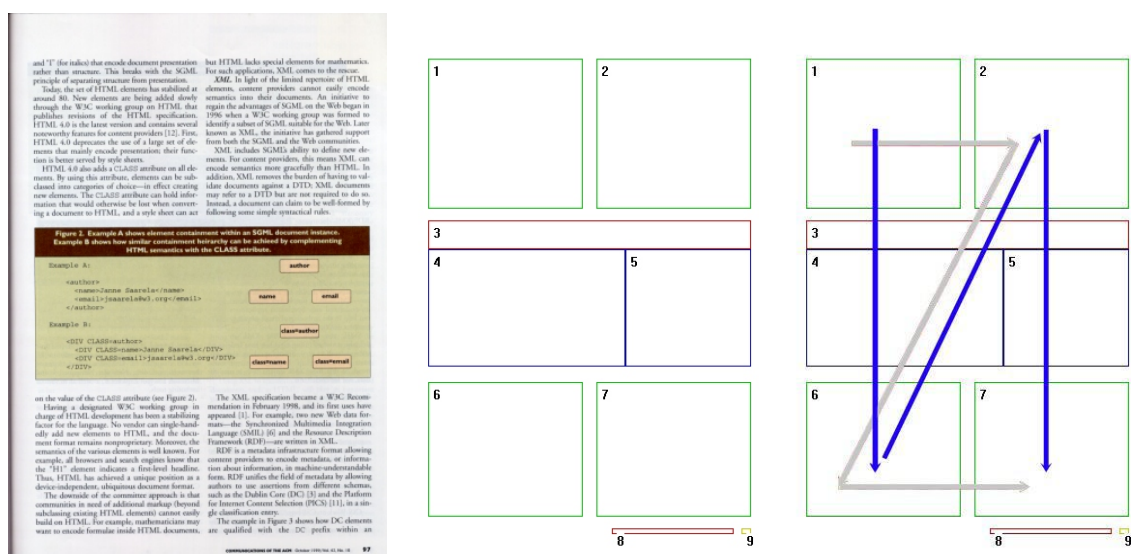 and "I" (for italics) that encode document presentation
rather than structure. This breaks with the SGML
principle of separating structure from presentation.
Today, the set of HTML elements has stabilized at
around 80. New elements are being added slowly
through the W3C working group on HTML that
publishes revisions of the HTML specification.
HTML 4.0 is the latest version and contains several
noteworthy features for content providers [12]. First,
HTML 4.0 deprecates the use of a large set of ele-
ments that mainly encode presentation; their func-
tion is better served by style sheets.
HTML 4.0 also adds a CLASS attribute on all ele-
ments. By using this attribute, elements can be sub-
classed into categories of choice—in effect creating
new elements. The CLASS attribute can hold infor-
mation that would otherwise be lost when convert-
ing a document to HTML, and a style sheet can act
on the value of the CLASS attribute (see Figure 2).
Having a designated W3C working group in
charge of HTML development has been a stabilizing
factor for the language. No vendor can single-hand-
edly add new elements to HTML, and the docu-
ment format remains nonproprietary. Moreover, the
semantics of the various elements is well known. For
example, all browsers and search engines know that
the "H1" element indicates a first-level headline.
Thus, HTML has achieved a unique position as a
device-independent, ubiquitous document format.
The downside of the committee approach is that
communities in need of additional markup (beyond
subclassing existing HTML elements) cannot easily
build on HTML. For example, mathematicians may
want to encode formulae inside HTML documents,
but HTML lacks special elements for mathematics.
For such applications, XML comes to the rescue.
XML. In light of the limited repertoire of HTML
elements, content providers cannot easily encode
semantics into their documents. An initiative to
regain the advantages of SGML on the Web began in
1996 when a W3C working group was formed to
identify a subset of SGML suitable for the Web. Later
known as XML, the initiative has gathered support
from both the SGML and the Web communities.
XML includes SGML's ability to define new ele-
ments. For content providers, this means XML can
encode semantics more gracefully than HTML. In
addition, XML removes the burden of having to val-
idate documents against a DTD; XML documents
may refer to a DTD but are not required to do so.
Instead, a document can claim to be well-formed by
following some simple syntactical rules.
The XML specification became a W3C Recom-
mendation in February 1998, and its first uses have
appeared [1]. For example, two new Web data for-
mats—the Synchronized Multimedia Integration
Language (SMIL) [6] and the Resource Description
Framework (RDF)—are written in XML.
RDF is a metadata infrastructure format allowing
content providers to encode metadata, or informa-
tion about information, in machine-understandable
form. RDF unifies the field of metadata by allowing
authors to use assertions from different schemas,
such as the Dublin Core (DC) [3] and the Platform
for Internet Content Selection (PICS) [11], in a sin-
gle classification entry.
The example in Figure 3 shows how DC elements
are qualified with the DC prefix within an
Figure 2. Example A shows element containment within an SGML document instance.
Example B shows how similar containment heirarchy can be achieed by complementing
HTML semantics with the CLASS attribute.
Example A:
<author>
<name>Janne Saarela</name>
<email>jsaarela@w3.org</email>
</author>
Example B:
<DIV CLASS=author>
<DIV CLASS=name>Janne Saarela</DIV>
<DIV CLASS=email>jsaarela@w3.org</DIV>
</DIV>
author
name email
class=author
class=name class=email
COMMUNICATIONS OF THE ACM October 1999/Vol. 42, No. 10 97
1 2
3
4 5
6 7
8 9
1 2
3
4 5
6 7
8 9